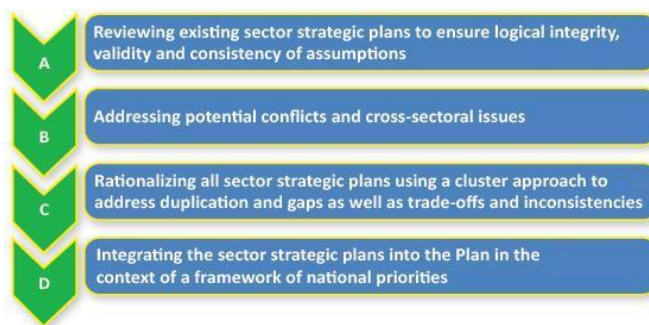 A
Reviewing existing sector strategic plans to ensure logical integrity,
validity and consistency of assumptions
B
Addressing potential conflicts and cross-sectoral issues
C
Rationalizing all sector strategic plans using a cluster approach to
address duplication and gaps as well as trade-offs and inconsistencies
D
Integrating the sector strategic plans into the Plan in the
context of a framework of national priorities